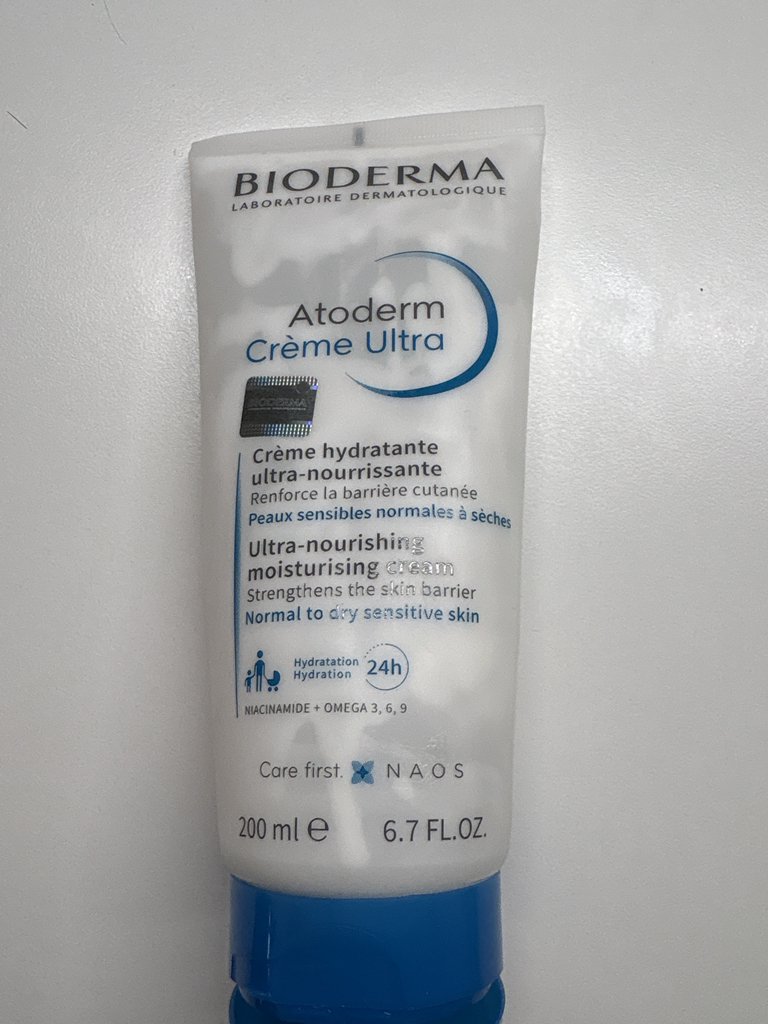 BIODERMA
LABORATOIRE DERMATOLOGIQUE
Atoderm
Crème Ultra
BIODERMA
Crème hydratante
ultra-nourrissante
Renforce la barrière cutanée
Peaux sensibles normales à sèches
Ultra-nourishing
moisturising cream
Strengthens the skin barrier
Normal to dry sensitive skin
Hydratation
Hydration
24h
NIACINAMIDE + OMEGA 3, 6, 9
Care first. NAOS
200 ml ℮ 6.7 FL.OZ.